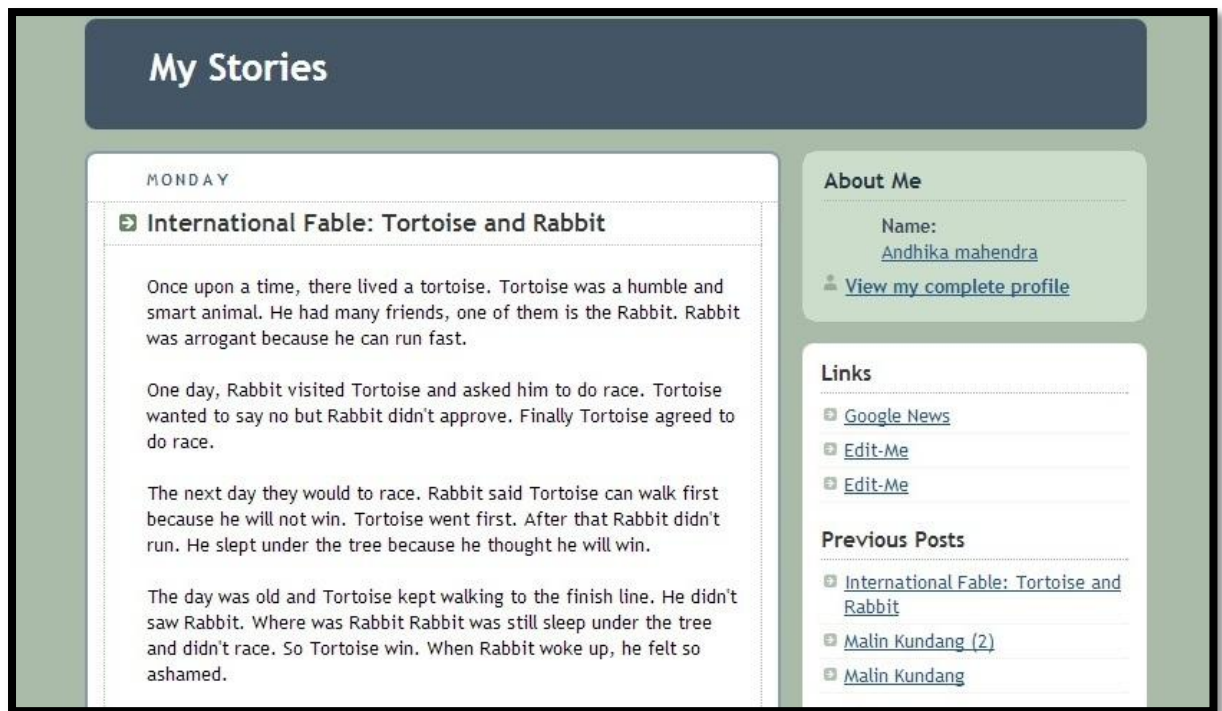 My Stories
MONDAY
International Fable: Tortoise and Rabbit
Once upon a time, there lived a tortoise. Tortoise was a humble and
smart animal. He had many friends, one of them is the Rabbit. Rabbit
was arrogant because he can run fast.
One day, Rabbit visited Tortoise and asked him to do race. Tortoise
wanted to say no but Rabbit didn't approve. Finally Tortoise agreed to
do race.
The next day they would to race. Rabbit said Tortoise can walk first
because he will not win. Tortoise went first. After that Rabbit didn't
run. He slept under the tree because he thought he will win.
The day was old and Tortoise kept walking to the finish line. He didn't
saw Rabbit. Where was Rabbit Rabbit was still sleep under the tree
and didn't race. So Tortoise win. When Rabbit woke up, he felt so
ashamed.
About Me
Name:
Andhika mahendra
View my complete profile
Links
Google News
Edit-Me
Edit-Me
Previous Posts
International Fable: Tortoise and
Rabbit
Malin Kundang (2)
Malin Kundang